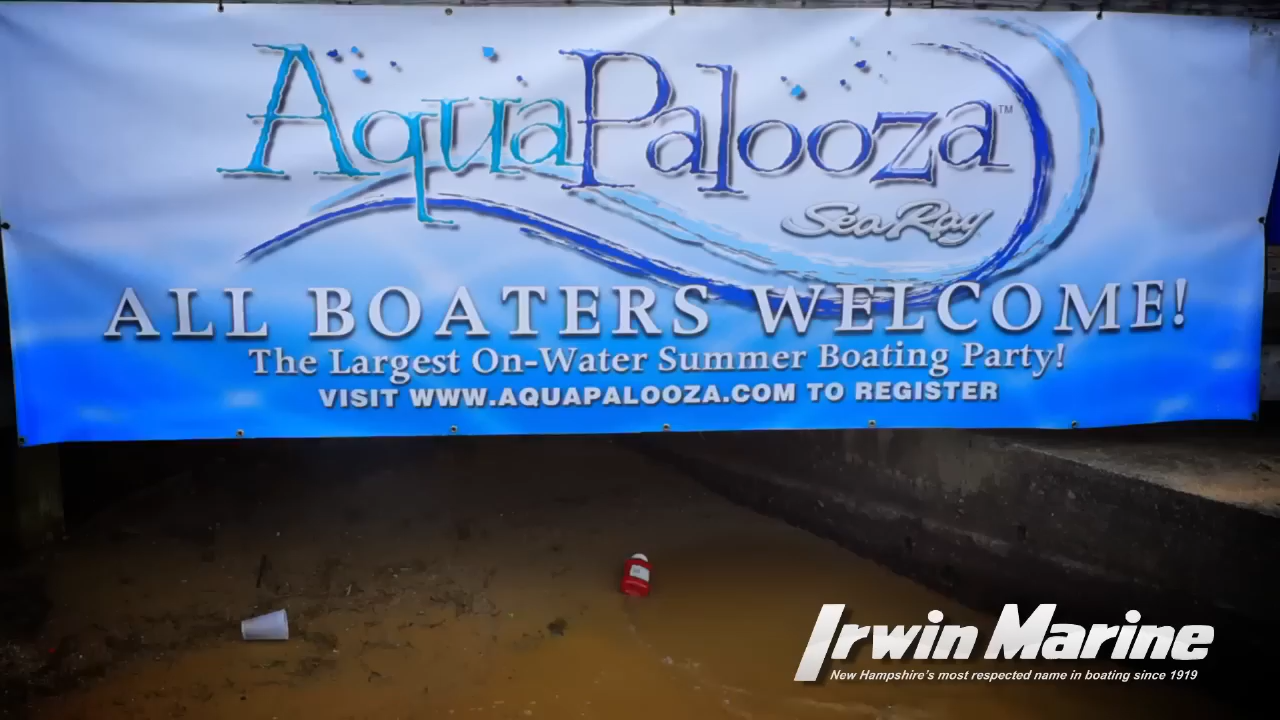 AquaPalooza™
Sea Ray
ALL BOATERS WELCOME!
The Largest On-Water Summer Boating Party!
VISIT WWW.AQUAPALOOZA.COM TO REGISTER
Irwin Marine
New Hampshire's most respected name in boating since 1919